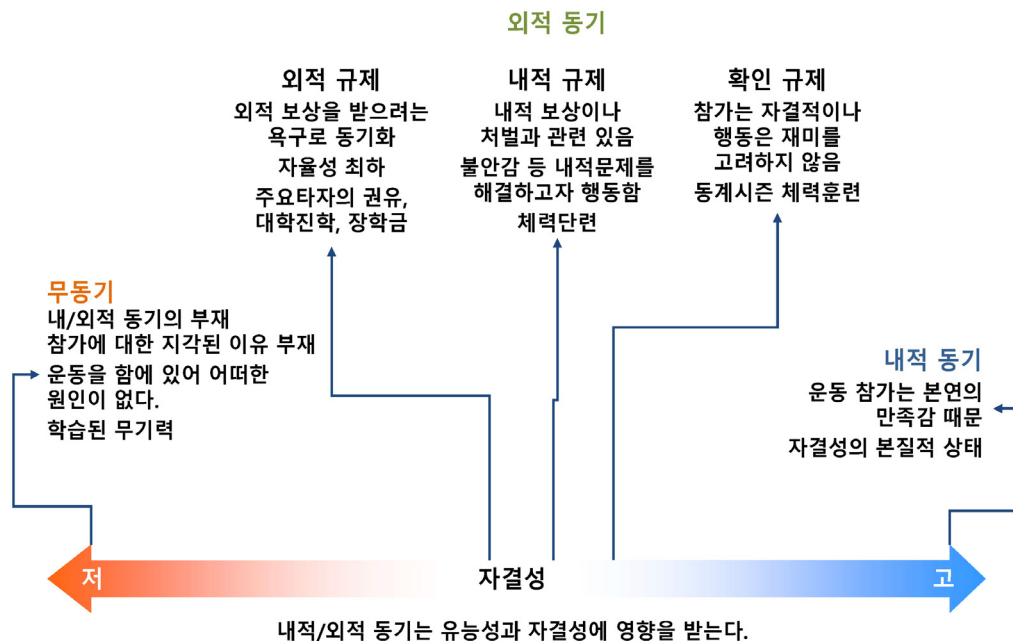 외적 동기
외적 규제
외적 보상을 받으려는
욕구로 동기화
자율성 최하
주요타자의 권유,
대학진학, 장학금
내적 규제
내적 보상이나
처벌과 관련 있음
불안감 등 내적문제를
해결하고자 행동함
체력단련
확인 규제
참가는 자결적이나
행동은 재미를
고려하지 않음
동계시즌 체력훈련
무동기
내/외적 동기의 부재
참가에 대한 지각된 이유 부재
운동을 함에 있어 어떠한
원인이 없다.
학습된 무기력
내적 동기
운동 참가는 본연의
만족감 때문
자결성의 본질적 상태
저
자결성
고
내적/외적 동기는 유능성과 자결성에 영향을 받는다.